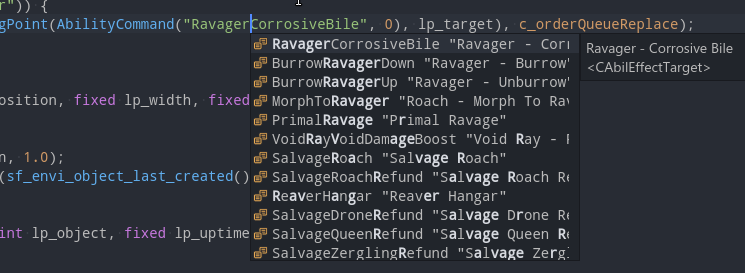 r")) {
gPoint(AbilityCommand("RavagerCorrosiveBile", 0), lp_target), c_orderQueueReplace);
RavagerCorrosiveBile "Ravager - Corr
Ravager - Corrosive Bile
<CAbilEffectTarget>
BurrowRavagerDown "Ravager - Burrow"
BurrowRavagerUp "Ravager - Unburrow"
osition, fixed lp_width, fixed
MorphToRavager "Roach - Morph To Rav
PrimalRavage "Primal Ravage"
VoidRayVoidDamageBoost "Void Ray - 
n, 1.0);
SalvageRoach "Salvage Roach"
(sf_envi_object_last_created()
SalvageRoachRefund "Salvage Roach Re
ReaverHangar "Reaver Hangar"
SalvageDroneRefund "Salvage Drone Re
int lp_object, fixed lp_uptime
SalvageQueenRefund "Salvage Queen Re
SalvageZerglingRefund "Salvage Zergl